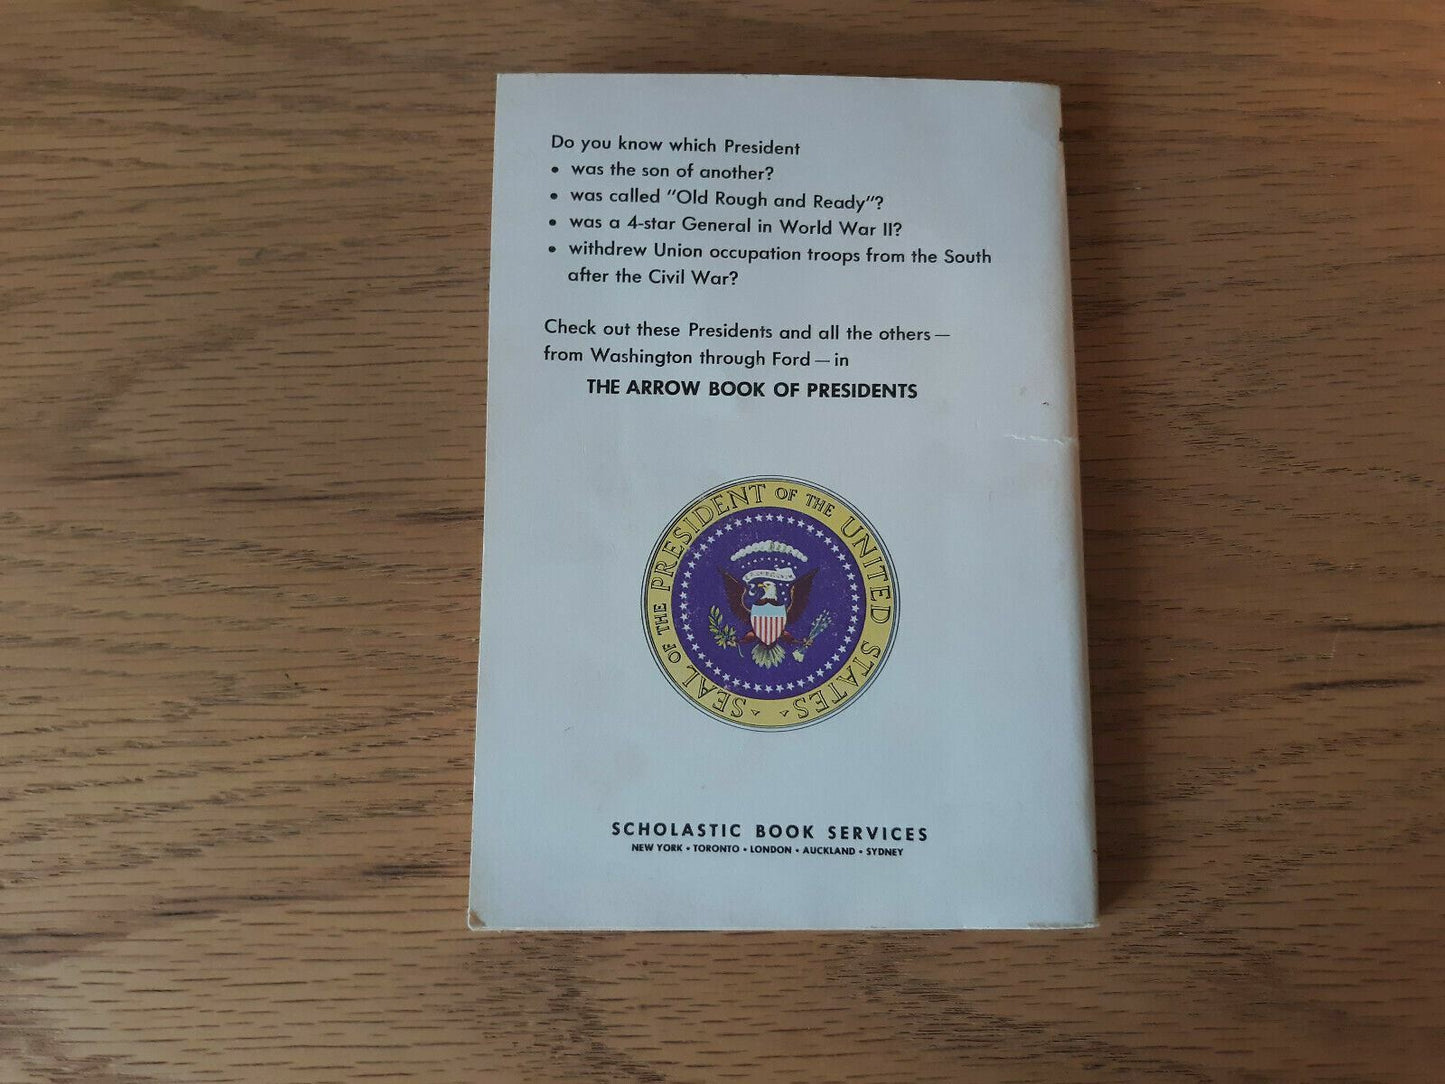 Do you know which President
• was the son of another?
• was called "Old Rough and Ready"?
• was a 4-star General in World War II?
• withdrew Union occupation troops from the South
after the Civil War?
Check out these Presidents and all the others —
from Washington through Ford — in
THE ARROW BOOK OF PRESIDENTS
SEAL OF THE PRESIDENT OF THE UNITED STATES
SCHOLASTIC BOOK SERVICES
NEW YORK • TORONTO • LONDON • AUCKLAND • SYDNEY